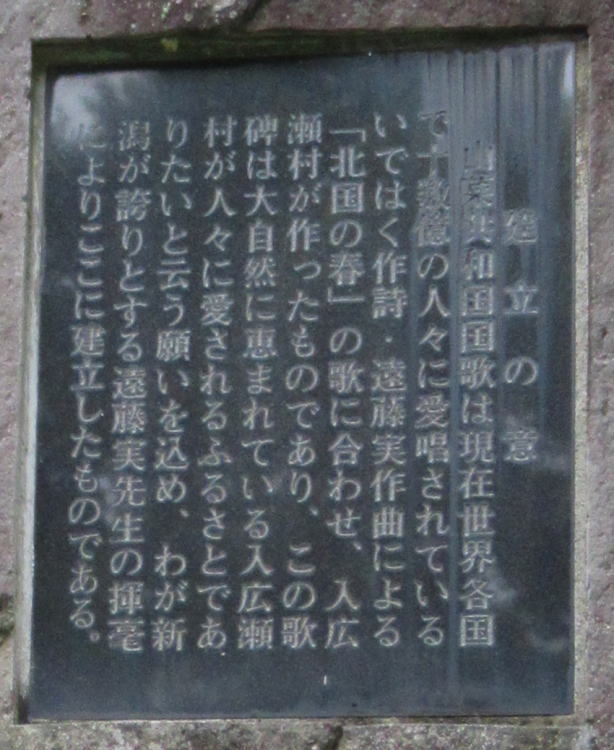 建立の意
山菜共和国国歌は現在世界各国
で十数億の人々に愛唱されている
いではく作詩・遠藤実作曲による
「北国の春」の歌に合わせ、入広
瀬村が作ったものであり、この歌
碑は大自然に恵まれている入広瀬
村が人々に愛されるふるさとであ
りたいと云う願いを込め、わが新
潟が誇りとする遠藤実先生の揮毫
によりここに建立したものである。